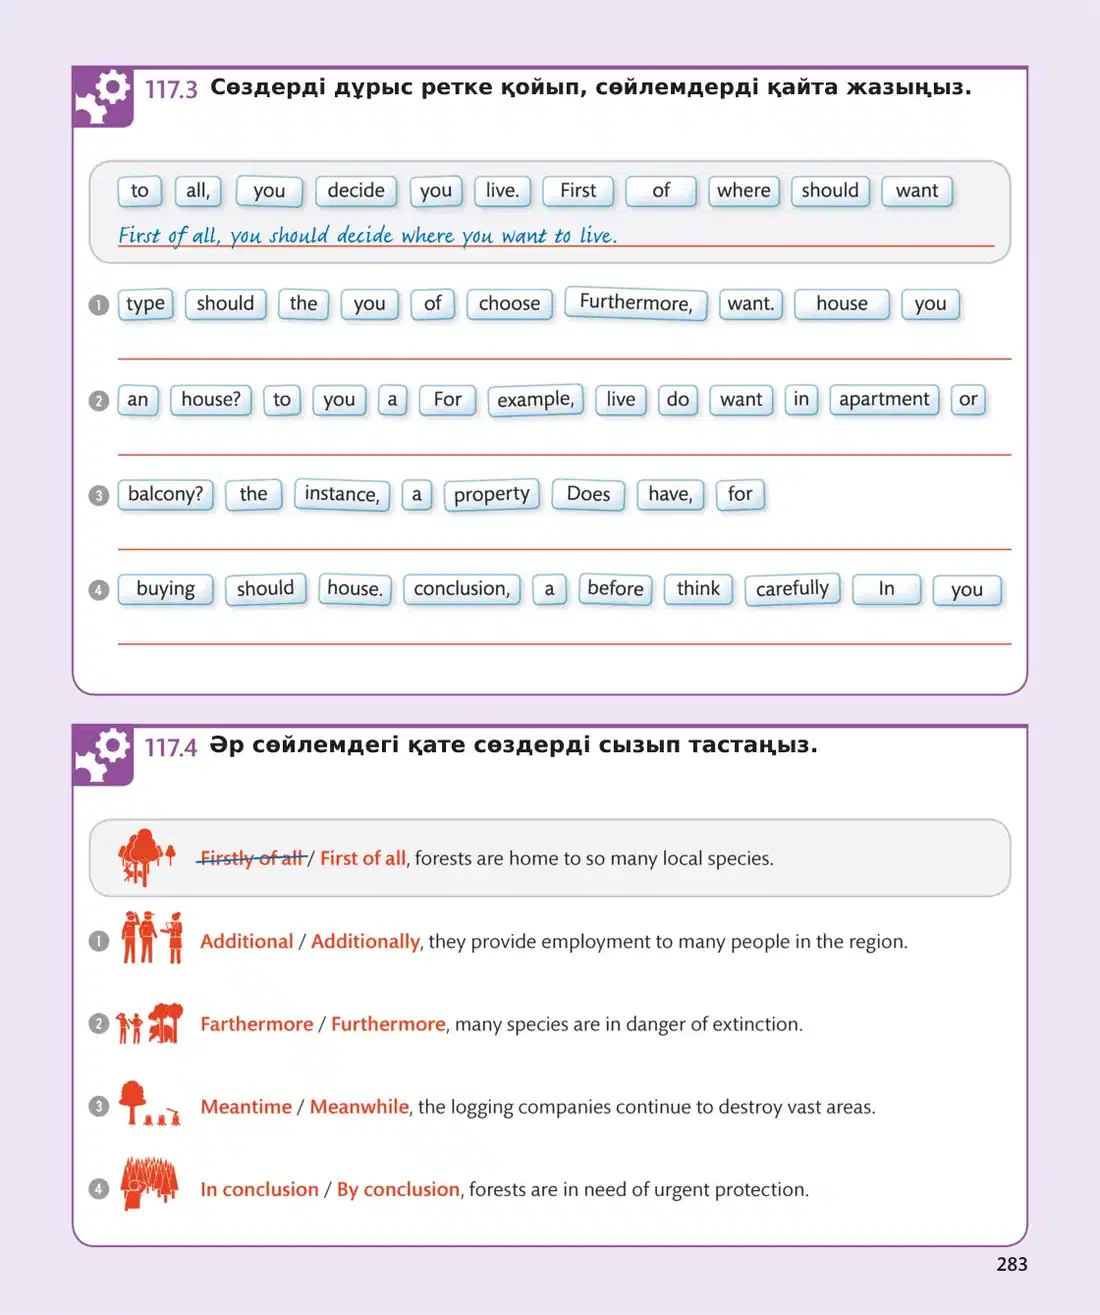 117.3 Сөздерді дұрыс ретке қойып, сөйлемдерді қайта жазыңыз.
to all, you decide you live. First of where should want
First of all, you should decide where you want to live.
1 type should the you of choose Furthermore, want. house you
2 an house? to you a For example, live do want in apartment or
3 balcony? the instance, a property Does have, for
4 buying should house. conclusion, a before think carefully In you
117.4 Әр сөйлемдегі қате сөздерді сызып тастаңыз.
Firstly of all / First of all, forests are home to so many local species.
1 Additional / Additionally, they provide employment to many people in the region.
2 Farthermore / Furthermore, many species are in danger of extinction.
3 Meantime / Meanwhile, the logging companies continue to destroy vast areas.
4 In conclusion / By conclusion, forests are in need of urgent protection.
283